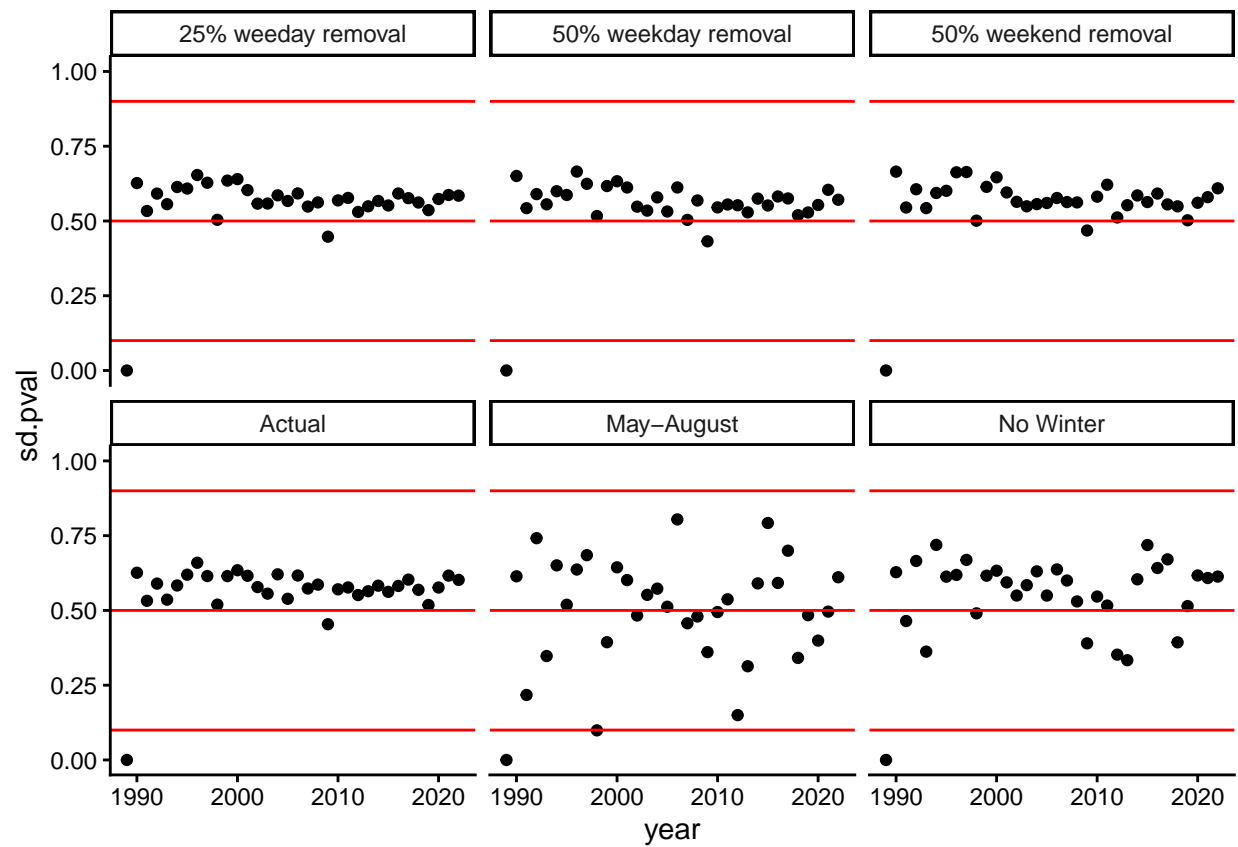 25% weeday removal
50% weekday removal
50% weekend removal
1.00
0.75
0.50
0.25
0.00
sd.pval
Actual
May−August
No Winter
1.00
0.75
0.50
0.25
0.00
1990 2000 2010 2020
1990 2000 2010 2020
1990 2000 2010 2020
year